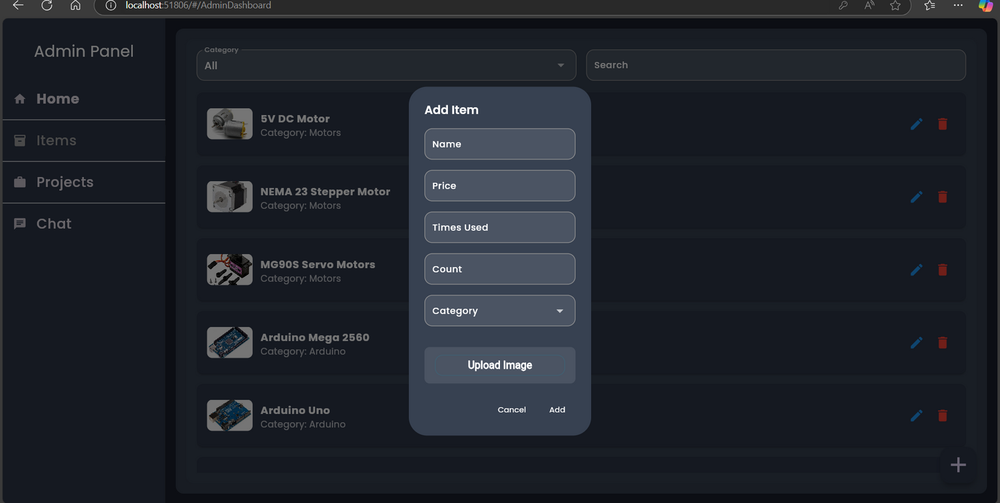 localhost:51806/#/AdminDashboard
Admin Panel
Home
Items
Projects
Chat
Category
All
Search
5V DC Motor
Category: Motors
NEMA 23 Stepper Motor
Category: Motors
MG90S Servo Motors
Category: Motors
Arduino Mega 2560
Category: Arduino
Arduino Uno
Category: Arduino
Add Item
Name
Price
Times Used
Count
Category
Upload Image
Cancel Add